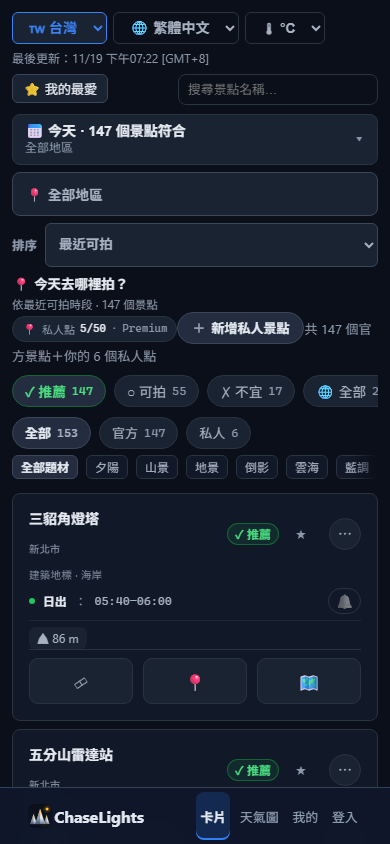 TW 台灣 繁體中文 °C
最後更新：11/19 下午07:22 [GMT+8]
我的最愛 搜尋景點名稱...
今天 · 147 個景點符合
全部地區
全部地區
排序 最近可拍
今天去哪裡拍？
依最近可拍時段 · 147 個景點
私人點 5/50 · Premium ＋ 新增私人景點 共 147 個官
方景點＋你的 6 個私人點
✓ 推薦 147 ○ 可拍 55 ✗ 不宜 17 全部 2
全部 153 官方 147 私人 6
全部題材 夕陽 山景 地景 倒影 雲海 藍調
三貂角燈塔
✓ 推薦 ★ ···
新北市
建築地標 · 海岸
日出 ： 05:40—06:00
86 m
五分山雷達站
✓ 推薦 ★ ···
新北市
ChaseLights 卡片 天氣圖 我的 登入